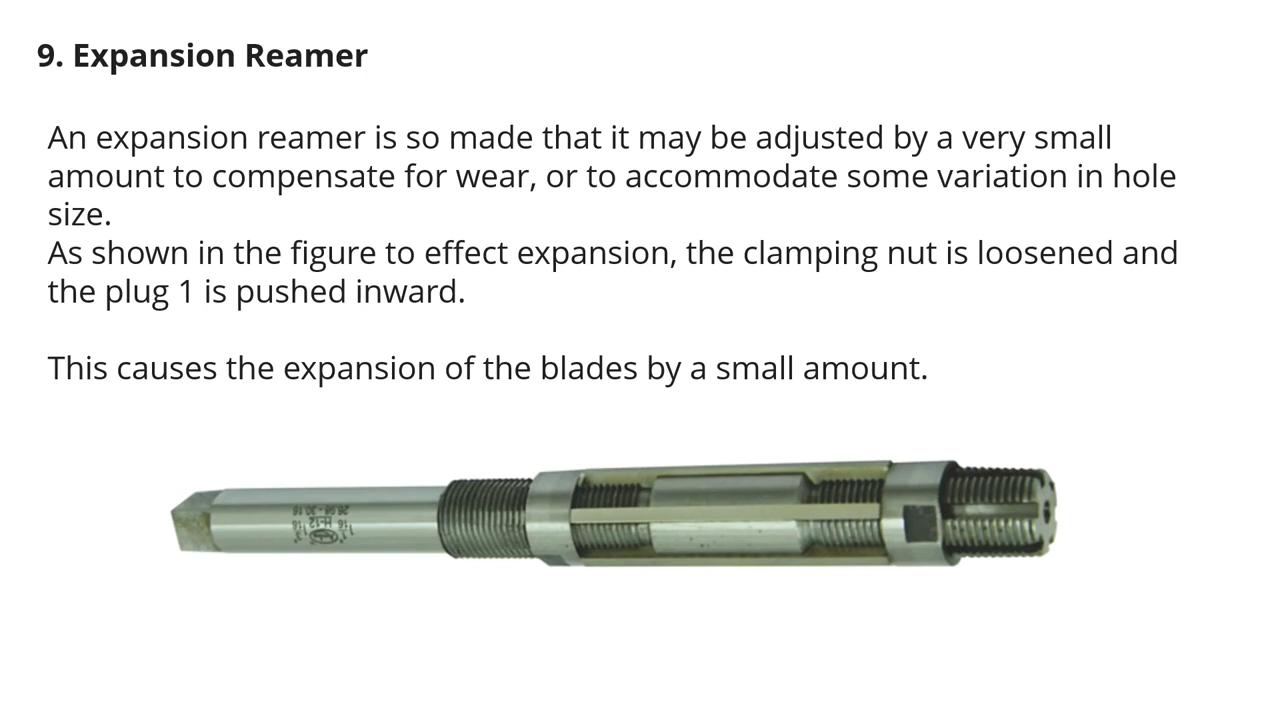 9. Expansion Reamer
An expansion reamer is so made that it may be adjusted by a very small
amount to compensate for wear, or to accommodate some variation in hole
size.
As shown in the figure to effect expansion, the clamping nut is loosened and
the plug 1 is pushed inward.
This causes the expansion of the blades by a small amount.
H-12